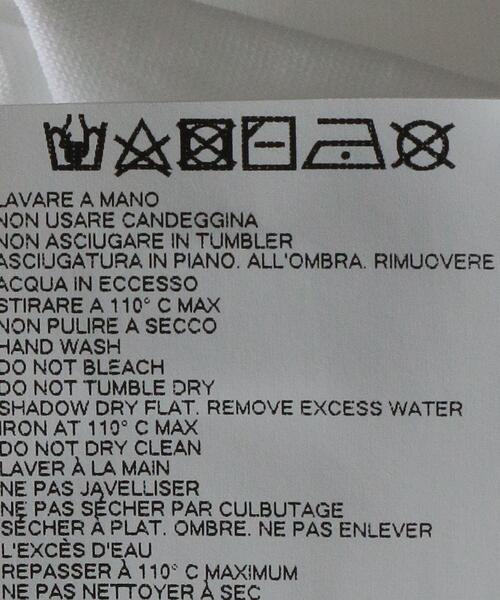 LAVARE A MANO
NON USARE CANDEGGINA
NON ASCIUGARE IN TUMBLER
ASCIUGATURA IN PIANO. ALL'OMBRA. RIMUOVERE
ACQUA IN ECCESSO
STIRARE A 110° C MAX
NON PULIRE A SECCO
HAND WASH
DO NOT BLEACH
DO NOT TUMBLE DRY
SHADOW DRY FLAT. REMOVE EXCESS WATER
IRON AT 110° C MAX
DO NOT DRY CLEAN
LAVER À LA MAIN
NE PAS JAVELLISER
NE PAS SÉCHER PAR CULBUTAGE
SÉCHER À PLAT. OMBRE. NE PAS ENLEVER
L'EXCÈS D'EAU
REPASSER À 110° C MAXIMUM
NE PAS NETTOYER À SEC